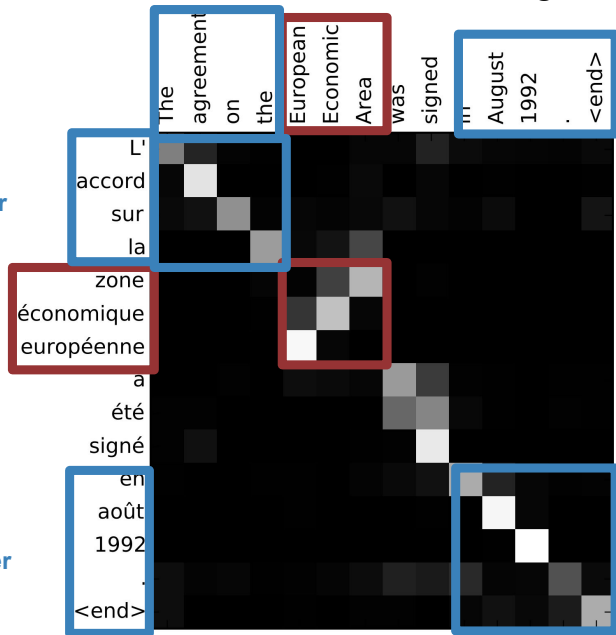 The
agreement
on
the
European
Economic
Area
was
signed
in
August
1992
.
<end>
L'
accord
sur
la
zone
économique
européenne
a
été
signé
en
août
1992
.
<end>